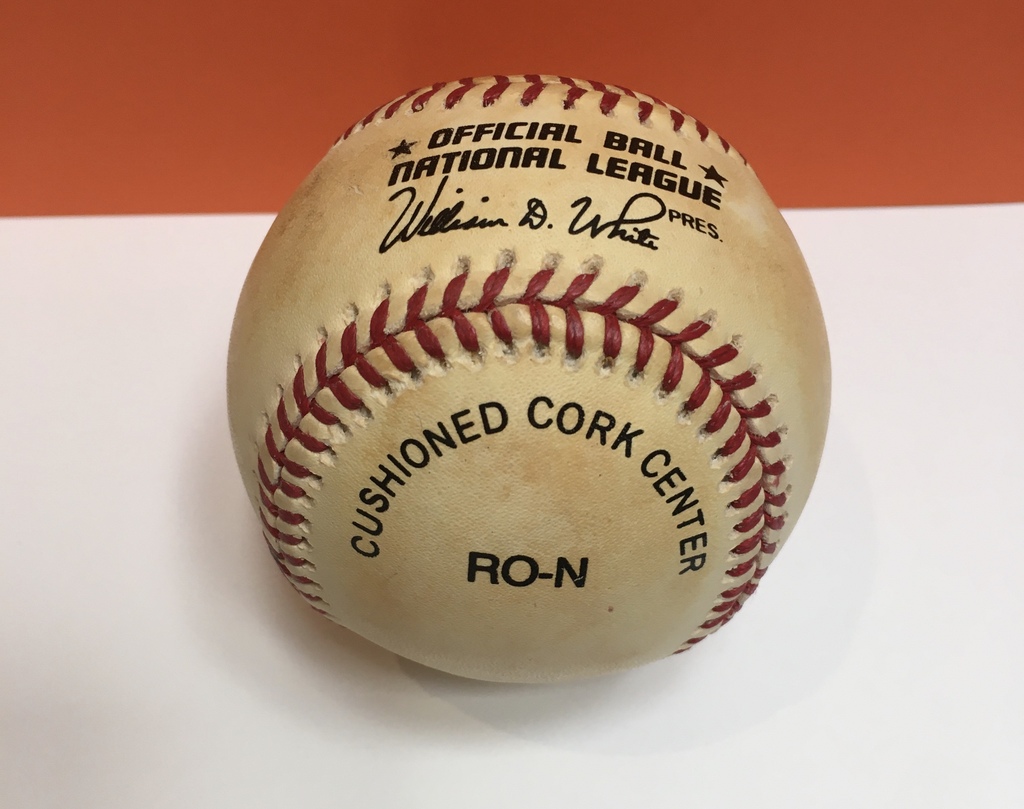 OFFICIAL BALL
NATIONAL LEAGUE
William D. White PRES.
CUSHIONED CORK CENTER
RO-N